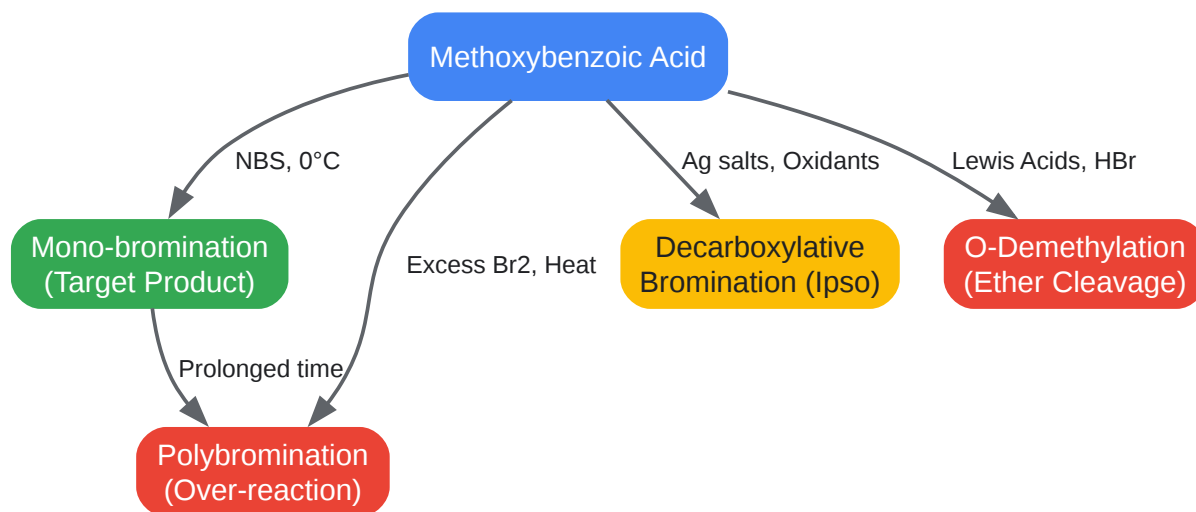 Methoxybenzoic Acid
NBS, 0°C
Ag salts, Oxidants
Lewis Acids, HBr
Mono-bromination
(Target Product)
Excess Br2, Heat
Decarboxylative
Bromination (Ipso)
O-Demethylation
(Ether Cleavage)
Prolonged time
Polybromination
(Over-reaction)